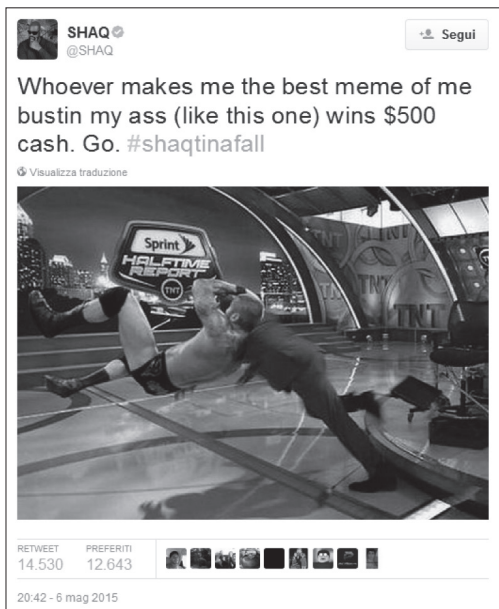 SHAQ
@SHAQ
Segui
Whoever makes me the best meme of me
bustin my ass (like this one) wins $500
cash. Go. #shaqtinafall
Visualizza traduzione
Sprint
HALFTIME
REPORT
TNT
TNT
TNT
TNT
RETWEET
PREFERITI
14.530
12.643
20:42 - 6 mag 2015